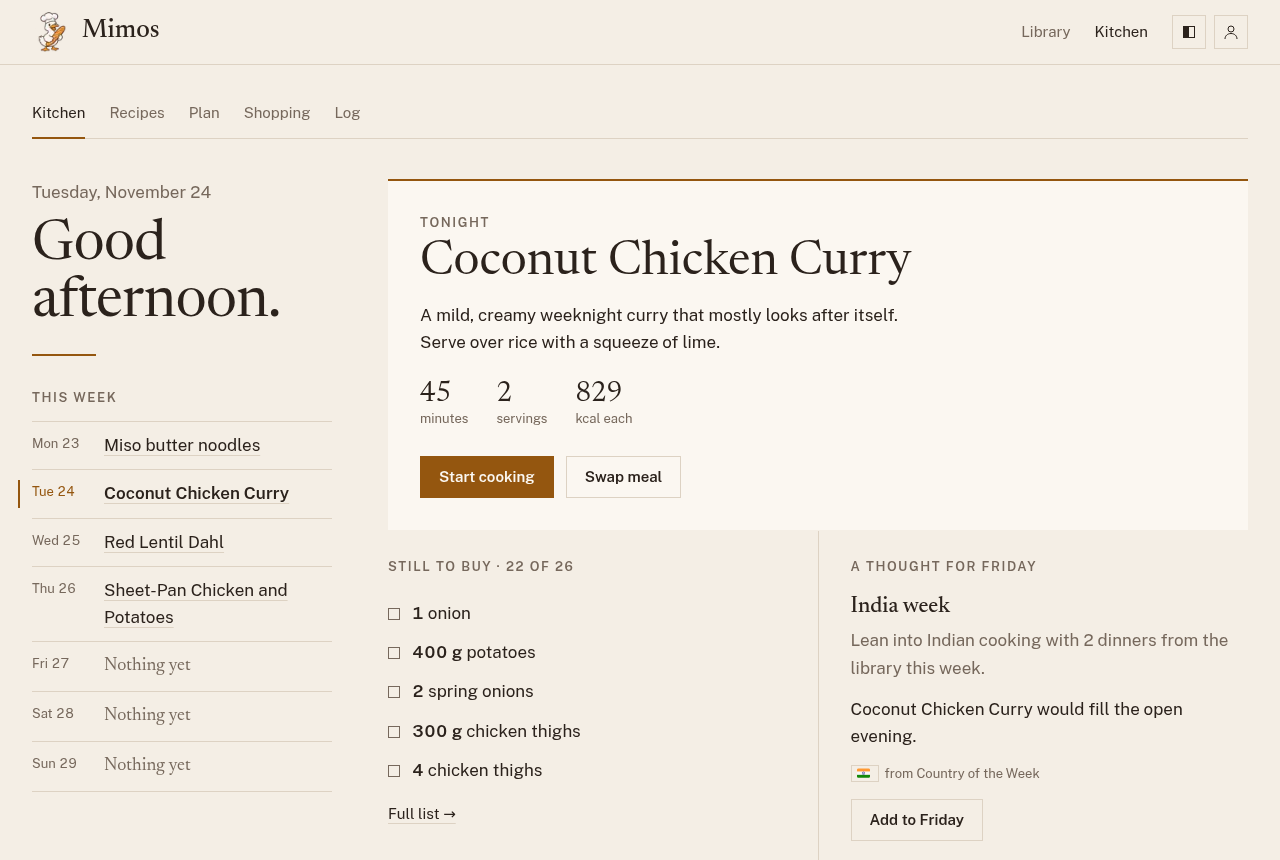 Mimos
Library
Kitchen
Kitchen
Recipes
Plan
Shopping
Log
Tuesday, November 24
Good
afternoon.
THIS WEEK
Mon 23
Miso butter noodles
Tue 24
Coconut Chicken Curry
Wed 25
Red Lentil Dahl
Thu 26
Sheet-Pan Chicken and
Potatoes
Fri 27
Nothing yet
Sat 28
Nothing yet
Sun 29
Nothing yet
TONIGHT
Coconut Chicken Curry
A mild, creamy weeknight curry that mostly looks after itself.
Serve over rice with a squeeze of lime.
45
minutes
2
servings
829
kcal each
Start cooking
Swap meal
STILL TO BUY · 22 OF 26
1 onion
400 g potatoes
2 spring onions
300 g chicken thighs
4 chicken thighs
Full list →
A THOUGHT FOR FRIDAY
India week
Lean into Indian cooking with 2 dinners from the
library this week.
Coconut Chicken Curry would fill the open
evening.
from Country of the Week
Add to Friday